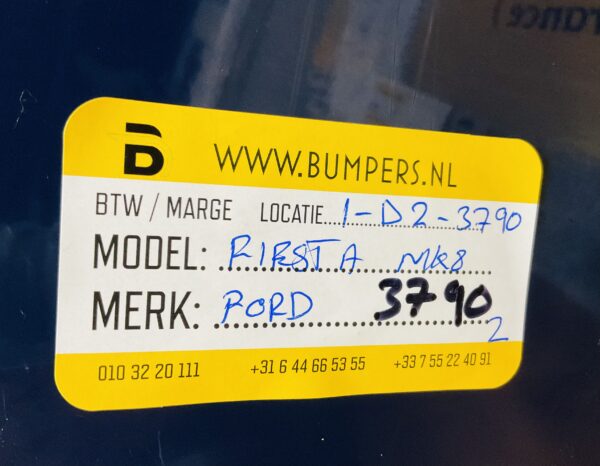 WWW.BUMPERS.NL
BTW / MARGE LOCATIE 1-D2-3790
MODEL: FIESTA MK8
MERK: FORD 3790
2
010 32 20 111 +31 6 44 66 53 55 +33 7 55 22 40 91